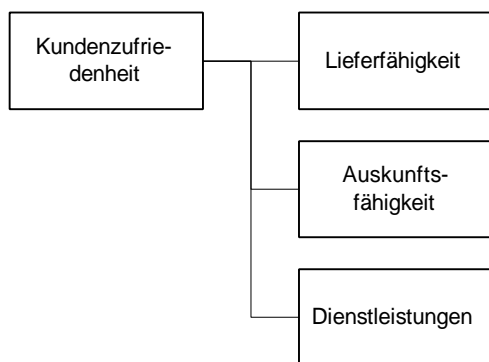 Kundenzufrie-
denheit
Lieferfähigkeit
Auskunfts-
fähigkeit
Dienstleistungen